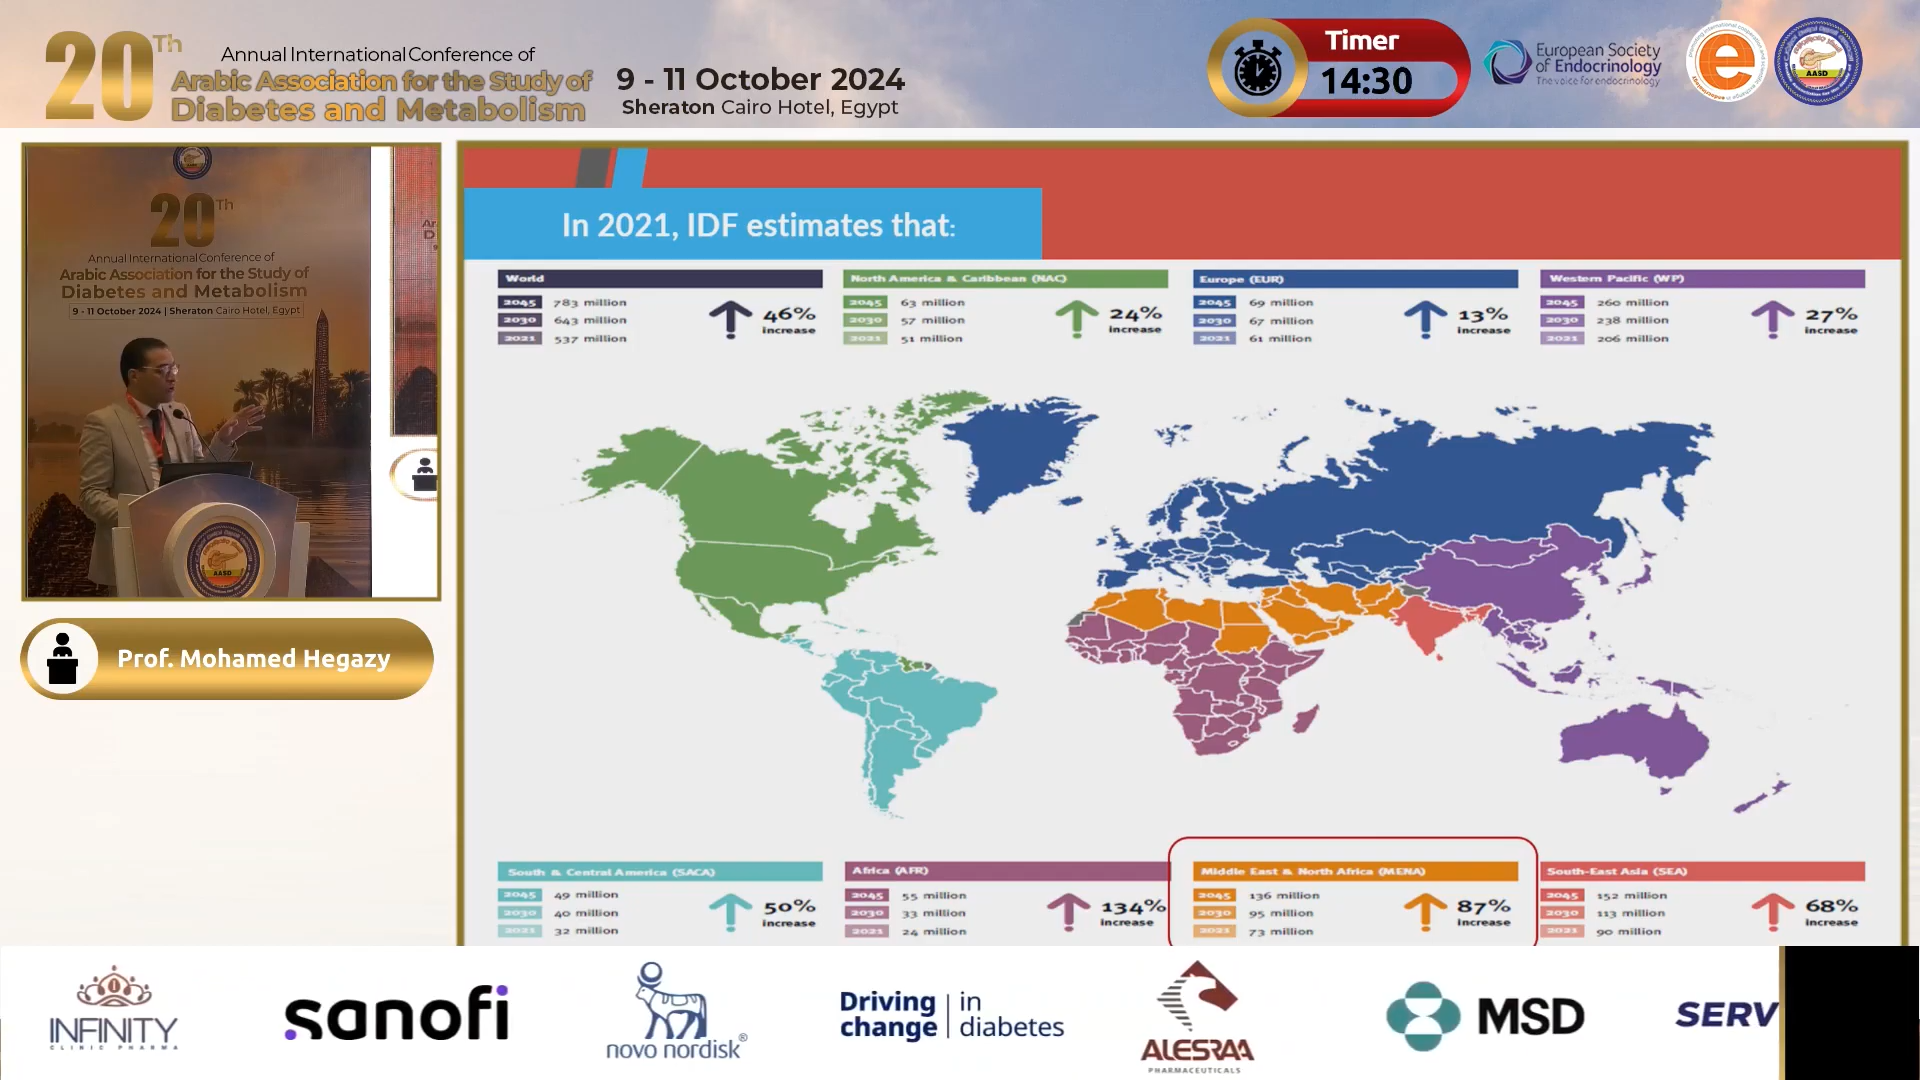 20Th
Annual International Conference of
Arabic Association for the Study of
Diabetes and Metabolism
9 - 11 October 2024
Sheraton Cairo Hotel, Egypt
Timer
14:30
European Society
of Endocrinology
The voice for endocrinology
e
AASD
20Th
Annual International Conference of
Arabic Association for the Study of
Diabetes and Metabolism
9 - 11 October 2024 | Sheraton Cairo Hotel, Egypt
AASD
Prof. Mohamed Hegazy
In 2021, IDF estimates that:
World
2045 783 million
2030 643 million
2021 537 million
46%
increase
North America & Caribbean (NAC)
2045 63 million
2030 57 million
2021 51 million
24%
increase
Europe (EUR)
2045 69 million
2030 67 million
2021 61 million
13%
increase
Western Pacific (WP)
2045 260 million
2030 238 million
2021 206 million
27%
increase
South & Central America (SACA)
2045 49 million
2030 40 million
2021 32 million
50%
increase
Africa (AFR)
2045 55 million
2030 33 million
2021 24 million
134%
increase
Middle East & North Africa (MENA)
2045 136 million
2030 95 million
2021 73 million
87%
increase
South-East Asia (SEA)
2045 152 million
2030 113 million
2021 90 million
68%
increase
INFINITY
CLINIC PHARMA
sanofi
novo nordisk®
Driving change | in diabetes
ALESRAA
PHARMACEUTICALS
MSD
SERV